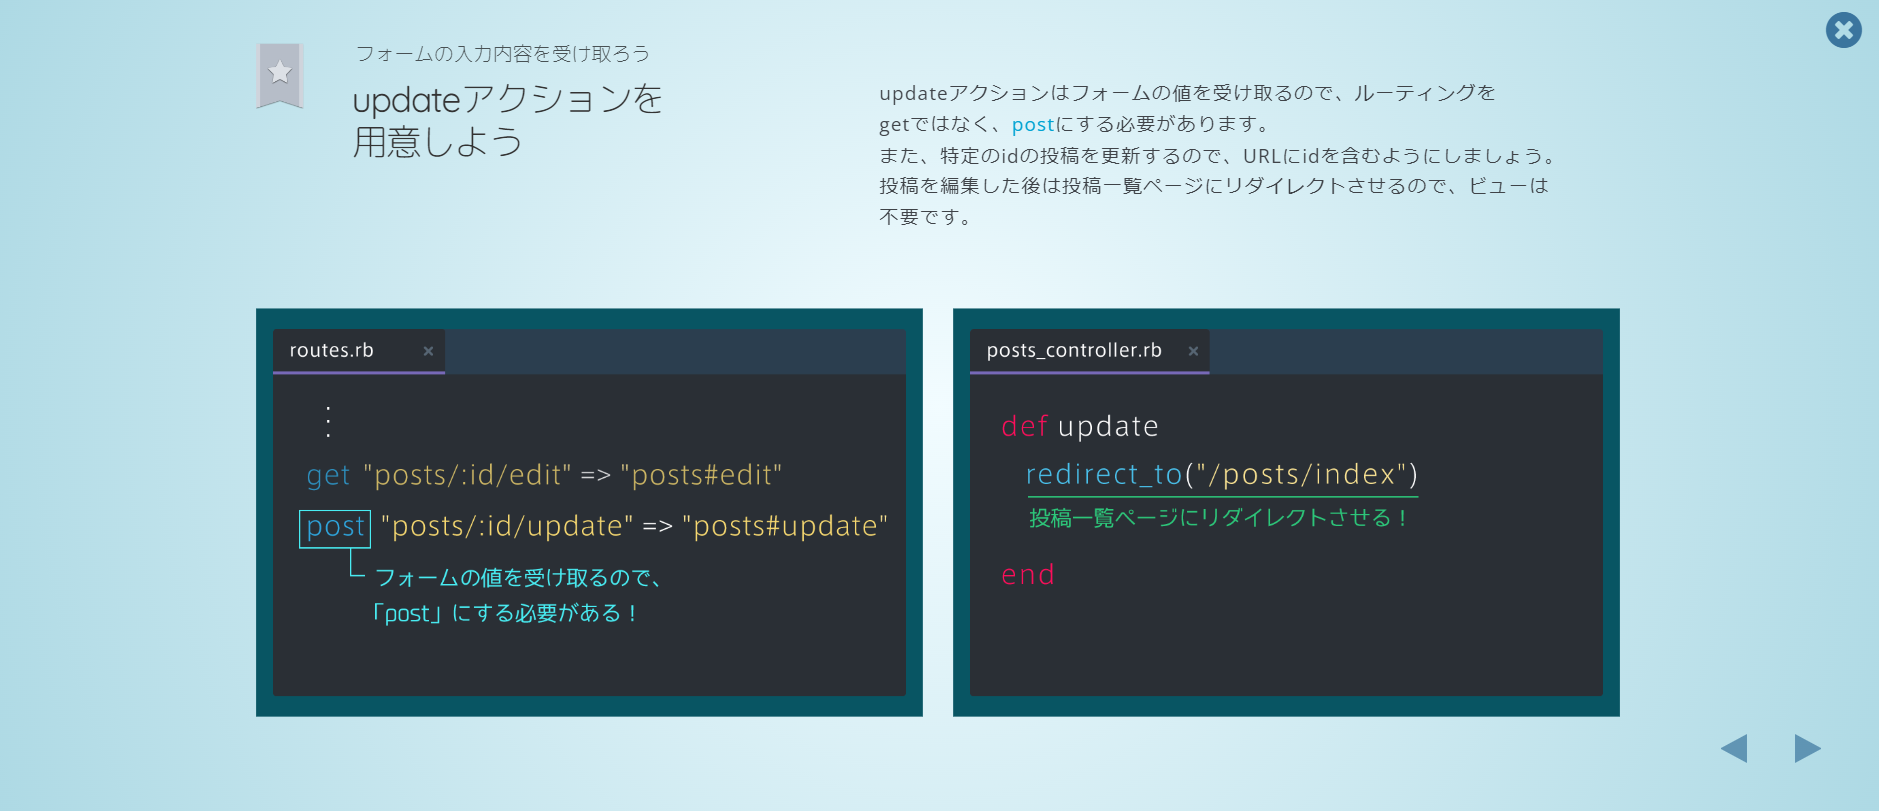 フォームの入力内容を受け取ろう
updateアクションを
用意しよう
updateアクションはフォームの値を受け取るので、ルーティングを
getではなく、postにする必要があります。
また、特定のidの投稿を更新するので、URLにidを含むようにしましょう。
投稿を編集した後は投稿一覧ページにリダイレクトさせるので、ビューは
不要です。
routes.rb ×
⋮
get "posts/:id/edit" => "posts#edit"
post "posts/:id/update" => "posts#update"
フォームの値を受け取るので、
「post」にする必要がある！
posts_controller.rb ×
def update
redirect_to("/posts/index")
投稿一覧ページにリダイレクトさせる！
end